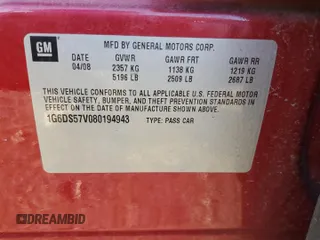 GM
MFD BY GENERAL MOTORS CORP.
DATE GVWR GAWR FRT GAWR RR
04/08 2357 KG 1138 KG 1219 KG
5196 LB 2509 LB 2687 LB
THIS VEHICLE CONFORMS TO ALL APPLICABLE U.S. FEDERAL MOTOR
VEHICLE SAFETY, BUMPER, AND THEFT PREVENTION STANDARDS IN
EFFECT ON THE DATE OF MANUFACTURE SHOWN ABOVE.
1G6DS57V080194943 TYPE: PASS CAR
DREAMBID